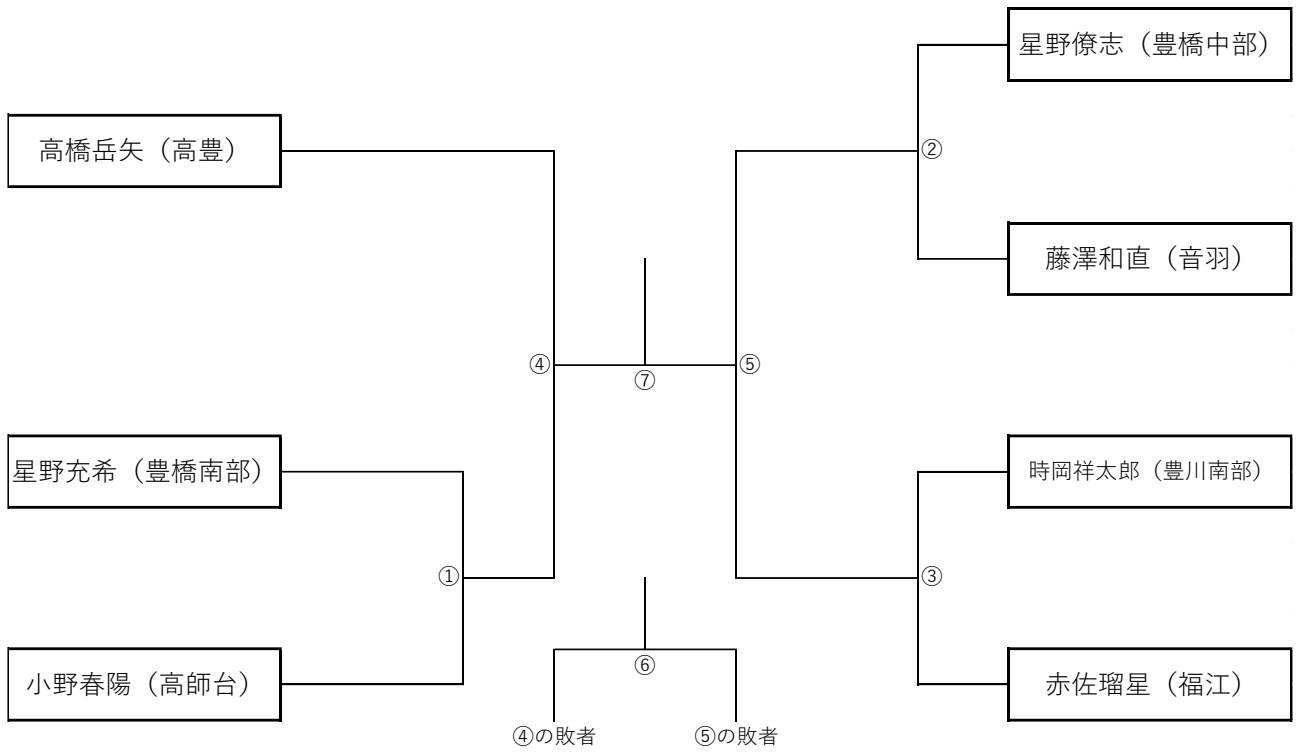 星野僚志（豊橋中部）
高橋岳矢（高豊）
②
藤澤和直（音羽）
④
⑦
⑤
星野充希（豊橋南部）
時岡祥太郎（豊川南部）
①
③
小野春陽（高師台）
⑥
赤佐瑠星（福江）
④の敗者
⑤の敗者